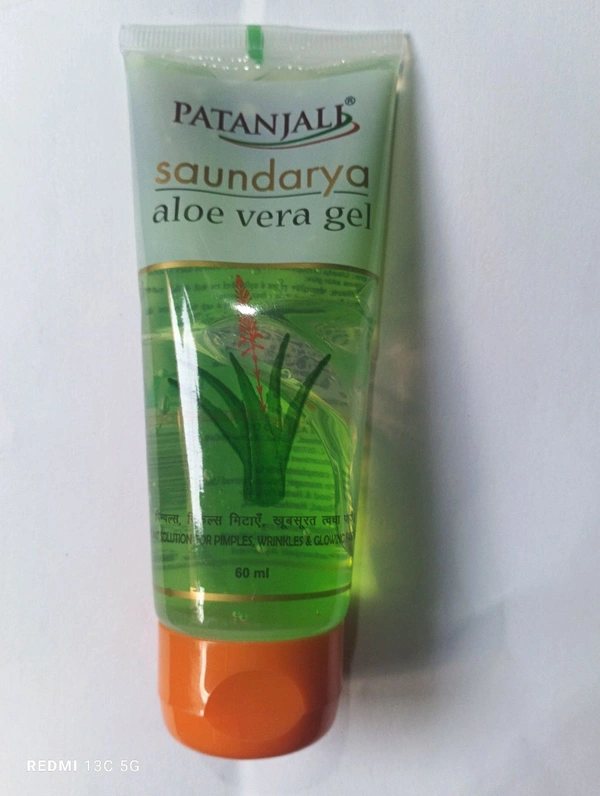 PATANJALI®
saundarya
aloe vera gel
मिटाएँ, खूबसूरत त्वचा
SOLUTION FOR PIMPLES, WRINKLES & GLOWING
60 ml
REDMI 13C 5G